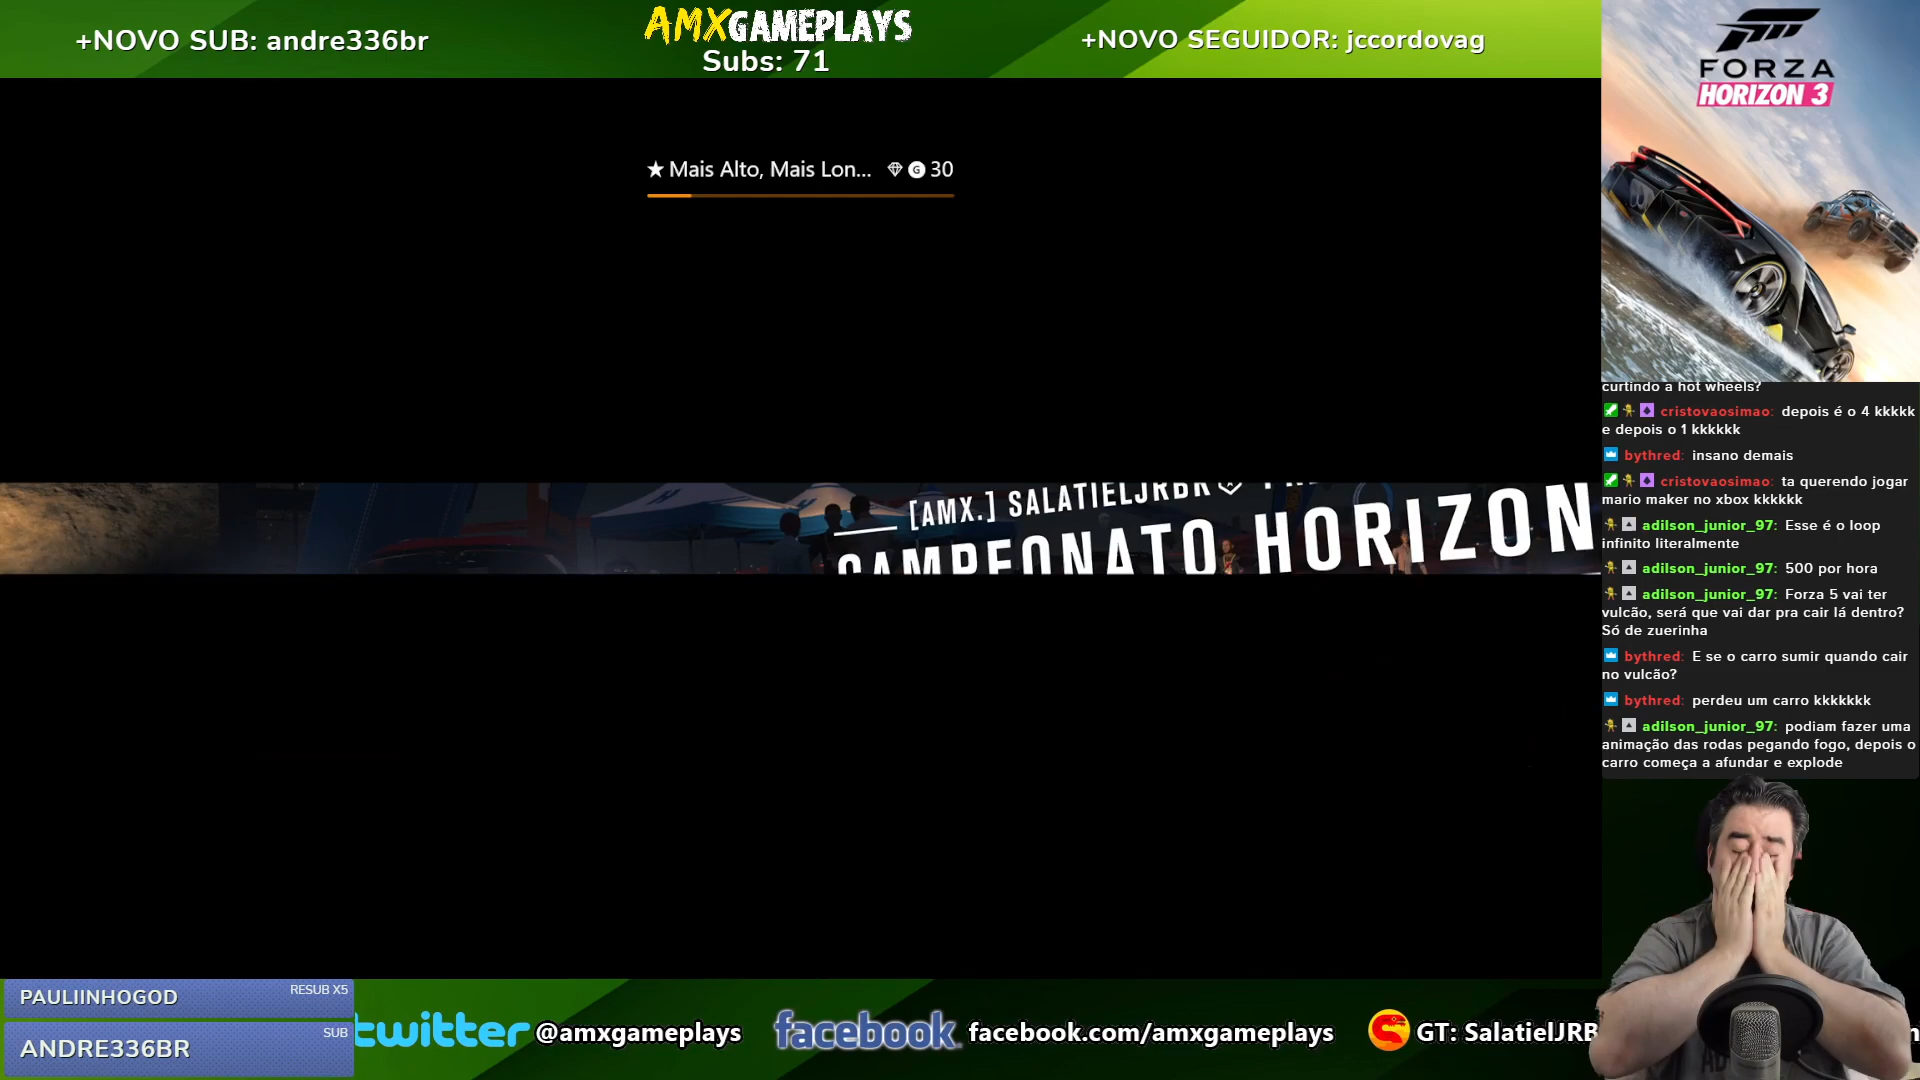 +NOVO SUB: andre336br
AMXGAMEPLAYS
Subs: 71
+NOVO SEGUIDOR: jccordovag
FORZA
HORIZON 3
★ Mais Alto, Mais Lon... G 30
[AMX.] SALATIELJRBR
CAMPEONATO HORIZON
curtindo a hot wheels?
cristovaosimao: depois é o 4 kkkkk
e depois o 1 kkkkkk
bythred: insano demais
cristovaosimao: ta querendo jogar
mario maker no xbox kkkkkk
adilson_junior_97: Esse é o loop
infinito literalmente
adilson_junior_97: 500 por hora
adilson_junior_97: Forza 5 vai ter
vulcão, será que vai dar pra cair lá dentro?
Só de zuerinha
bythred: E se o carro sumir quando cair
no vulcão?
bythred: perdeu um carro kkkkkkk
adilson_junior_97: podiam fazer uma
animação das rodas pegando fogo, depois o
carro começa a afundar e explode
PAULIINHOGOD RESUB X5
ANDRE336BR SUB
twitter @amxgameplays
facebook facebook.com/amxgameplays
GT: SalatielJRB